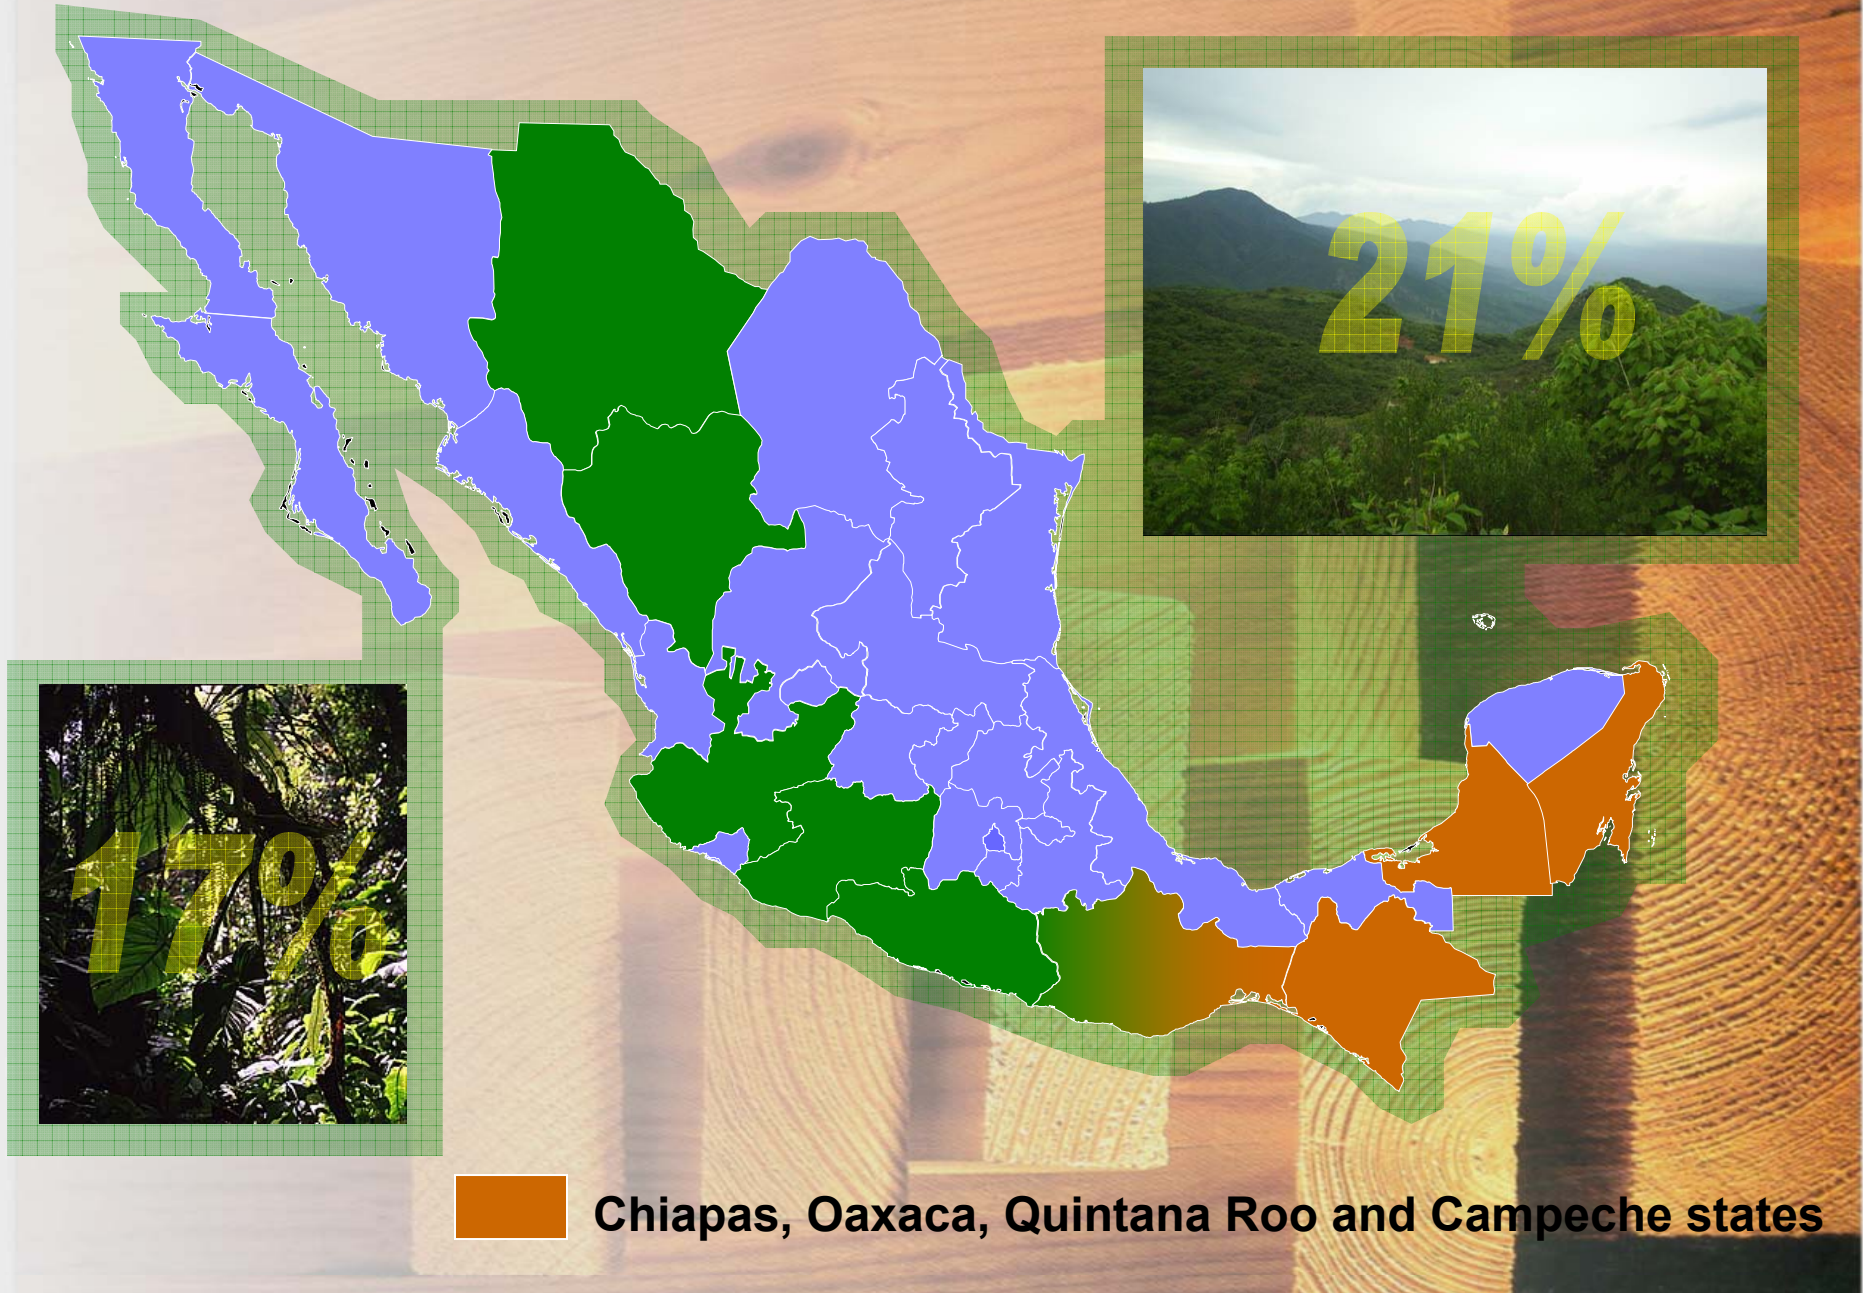 21%
17%
Chiapas, Oaxaca, Quintana Roo and Campeche states